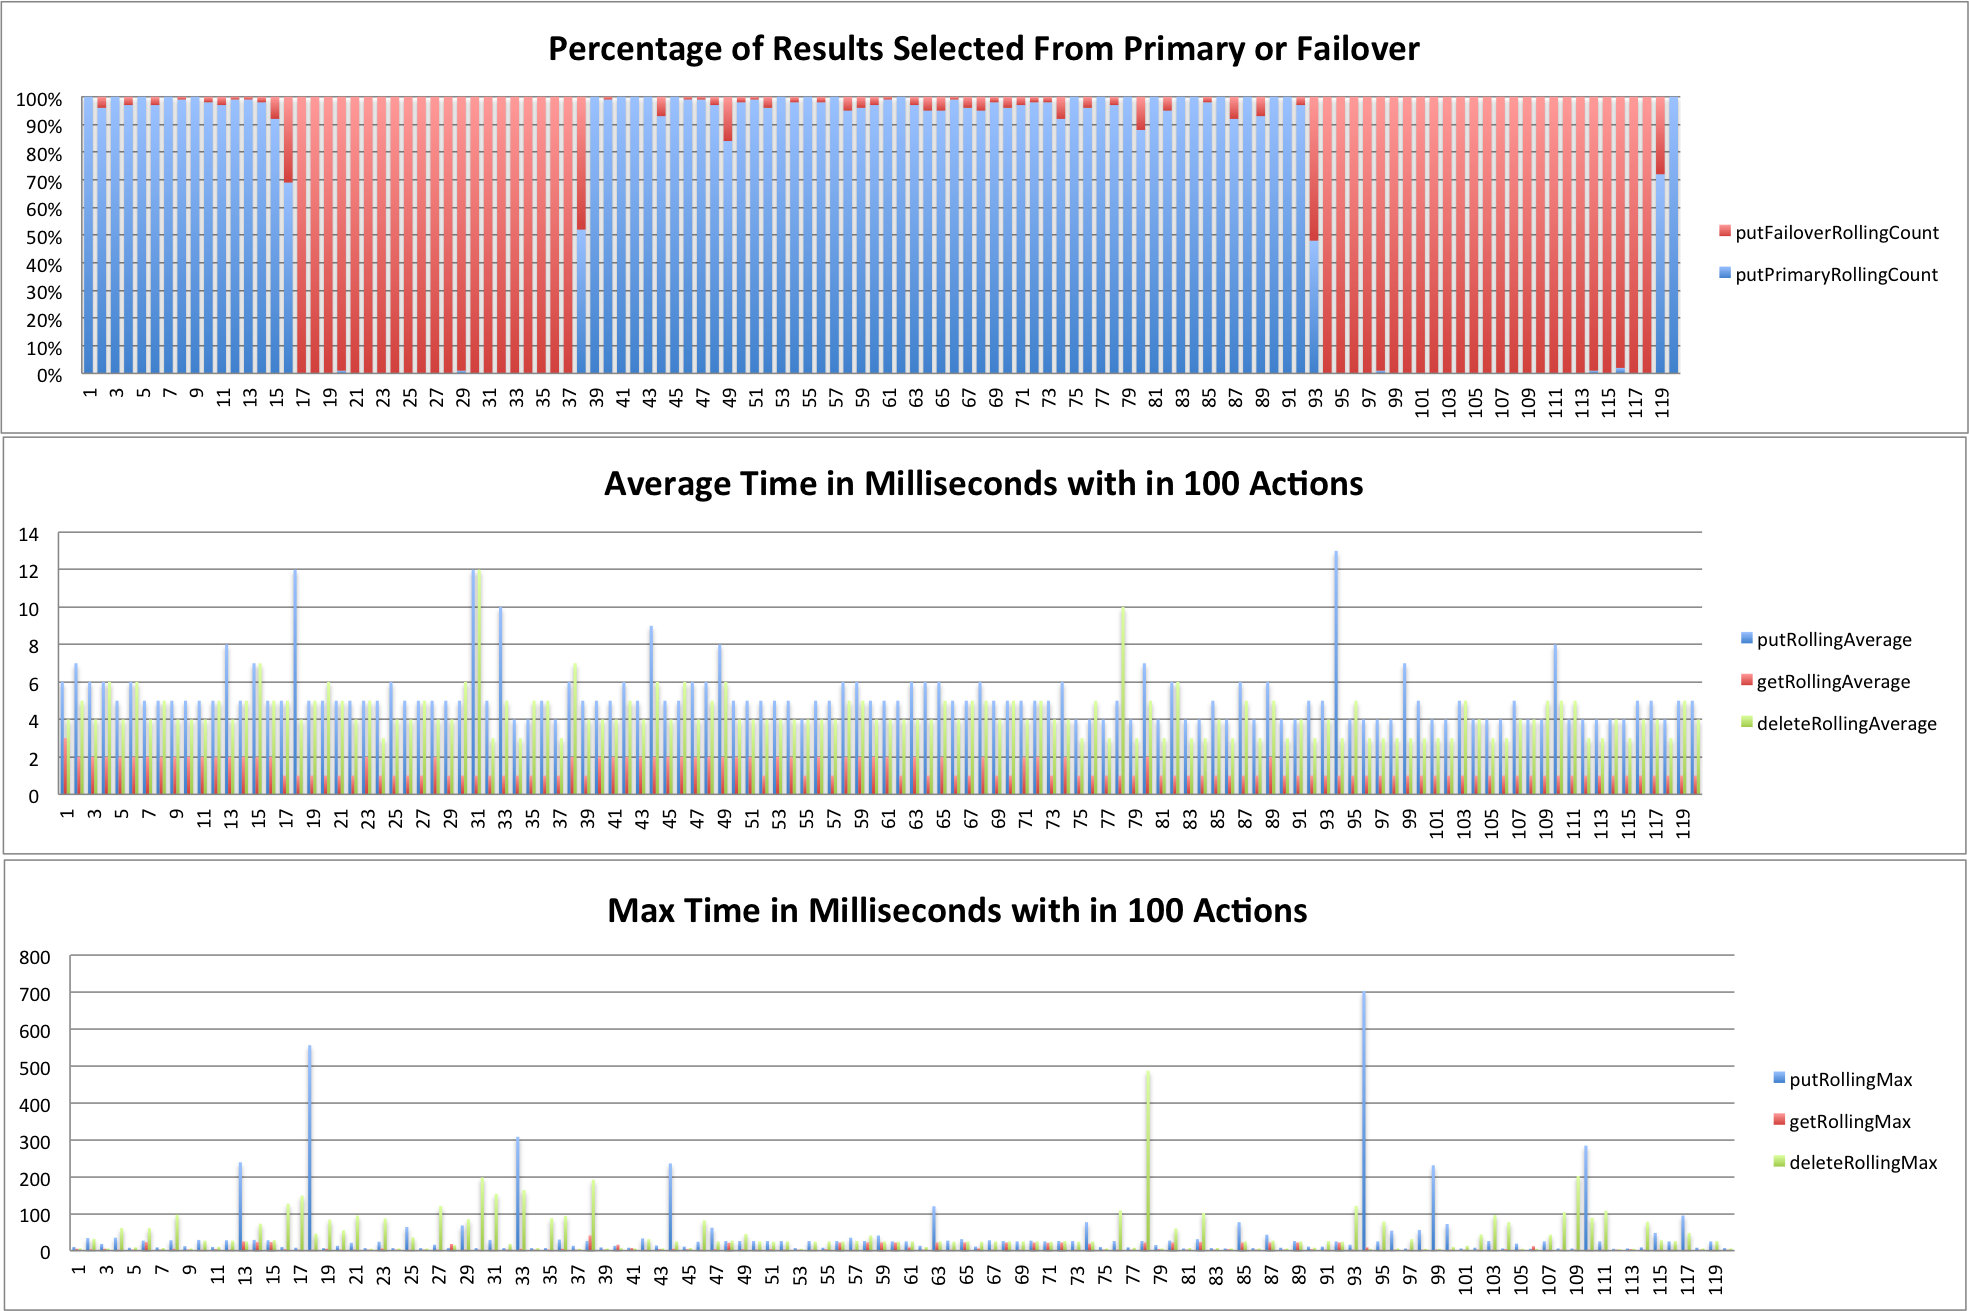 Percentage of Results Selected From Primary or Failover
100%
90%
80%
70%
60%
50%
40%
30%
20%
10%
0%
1 3 5 7 9 11 13 15 17 19 21 23 25 27 29 31 33 35 37 39 41 43 45 47 49 51 53 55 57 59 61 63 65 67 69 71 73 75 77 79 81 83 85 87 89 91 93 95 97 99 101 103 105 107 109 111 113 115 117 119
putFailoverRollingCount
putPrimaryRollingCount
Average Time in Milliseconds with in 100 Actions
14
12
10
8
6
4
2
0
1 3 5 7 9 11 13 15 17 19 21 23 25 27 29 31 33 35 37 39 41 43 45 47 49 51 53 55 57 59 61 63 65 67 69 71 73 75 77 79 81 83 85 87 89 91 93 95 97 99 101 103 105 107 109 111 113 115 117 119
putRollingAverage
getRollingAverage
deleteRollingAverage
Max Time in Milliseconds with in 100 Actions
800
700
600
500
400
300
200
100
0
1 3 5 7 9 11 13 15 17 19 21 23 25 27 29 31 33 35 37 39 41 43 45 47 49 51 53 55 57 59 61 63 65 67 69 71 73 75 77 79 81 83 85 87 89 91 93 95 97 99 101 103 105 107 109 111 113 115 117 119
putRollingMax
getRollingMax
deleteRollingMax